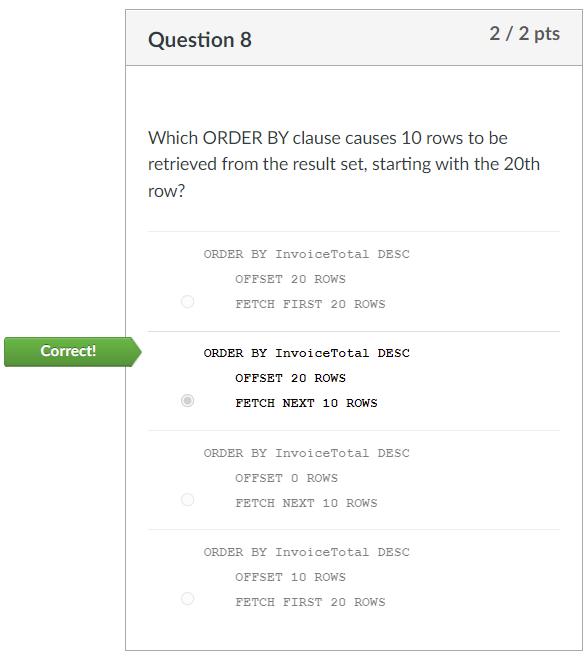 Question 8
2 / 2 pts
Which ORDER BY clause causes 10 rows to be
retrieved from the result set, starting with the 20th
row?
ORDER BY InvoiceTotal DESC
OFFSET 20 ROWS
FETCH FIRST 20 ROWS
Correct!
ORDER BY InvoiceTotal DESC
OFFSET 20 ROWS
FETCH NEXT 10 ROWS
ORDER BY InvoiceTotal DESC
OFFSET 0 ROWS
FETCH NEXT 10 ROWS
ORDER BY InvoiceTotal DESC
OFFSET 10 ROWS
FETCH FIRST 20 ROWS